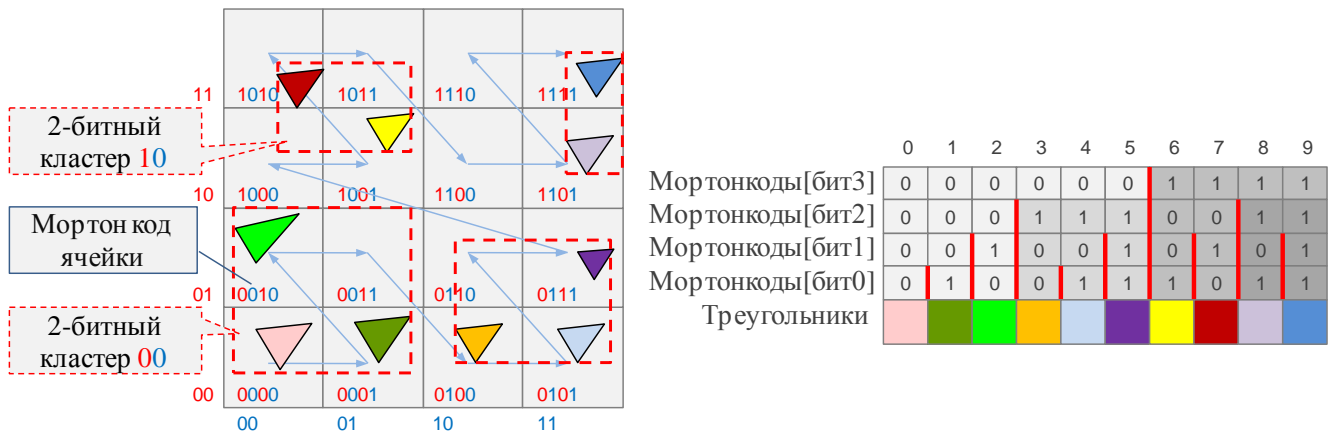 11 1010 1011 1110 1111
2-битный
кластер 10
10 1000 1001 1100 1101
Мортон код
ячейки
01 0010 0011 0110 0111
2-битный
кластер 00
00 0000 0001 0100 0101
00 01 10 11
0 1 2 3 4 5 6 7 8 9
Мортонкоды[бит3] 0 0 0 0 0 0 1 1 1 1
Мортонкоды[бит2] 0 0 0 1 1 1 0 0 1 1
Мортонкоды[бит1] 0 0 1 0 0 1 0 1 0 1
Мортонкоды[бит0] 0 1 0 0 1 1 1 0 1 1
Треугольники